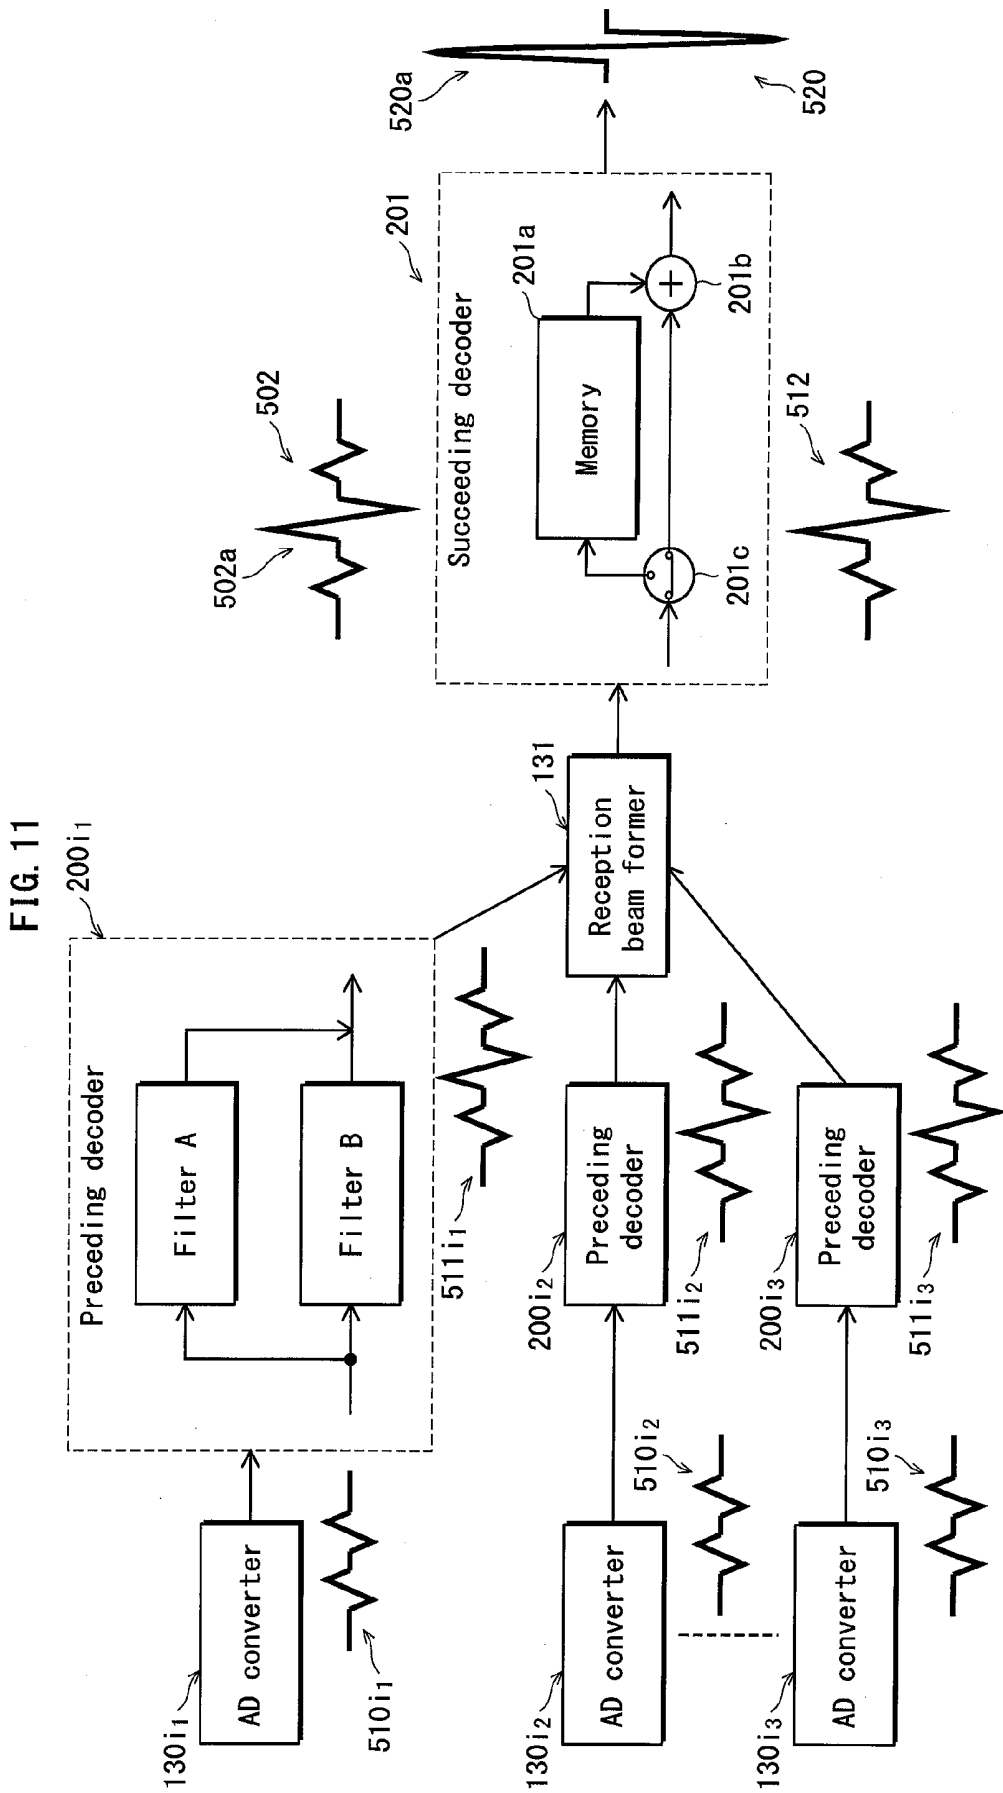 FIG. 11
200i1
Preceding decoder
Filter A
Filter B
130i1
AD converter
510i1
511i1
130i2
AD converter
510i2
200i2
Preceding
decoder
511i2
130i3
AD converter
510i3
200i3
Preceding
decoder
511i3
131
Reception
beam former
502a
502
201
Succeeding decoder
201a
Memory
201c
201b
512
520a
520